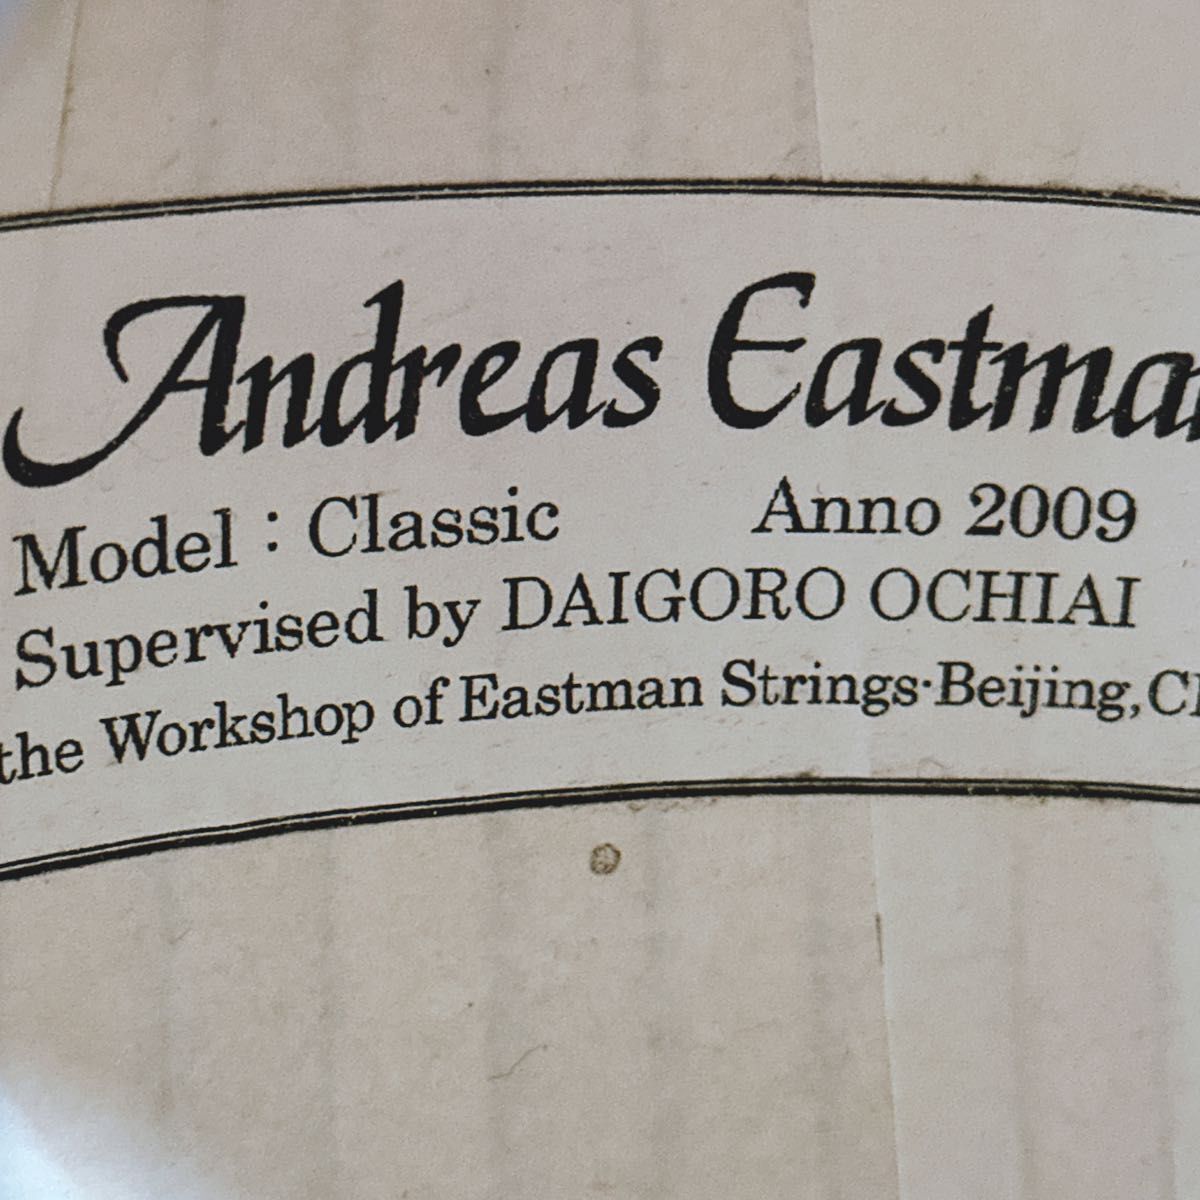 Andreas Eastma
Model : Classic Anno 2009
Supervised by DAIGORO OCHIAI
the Workshop of Eastman Strings·Beijing,